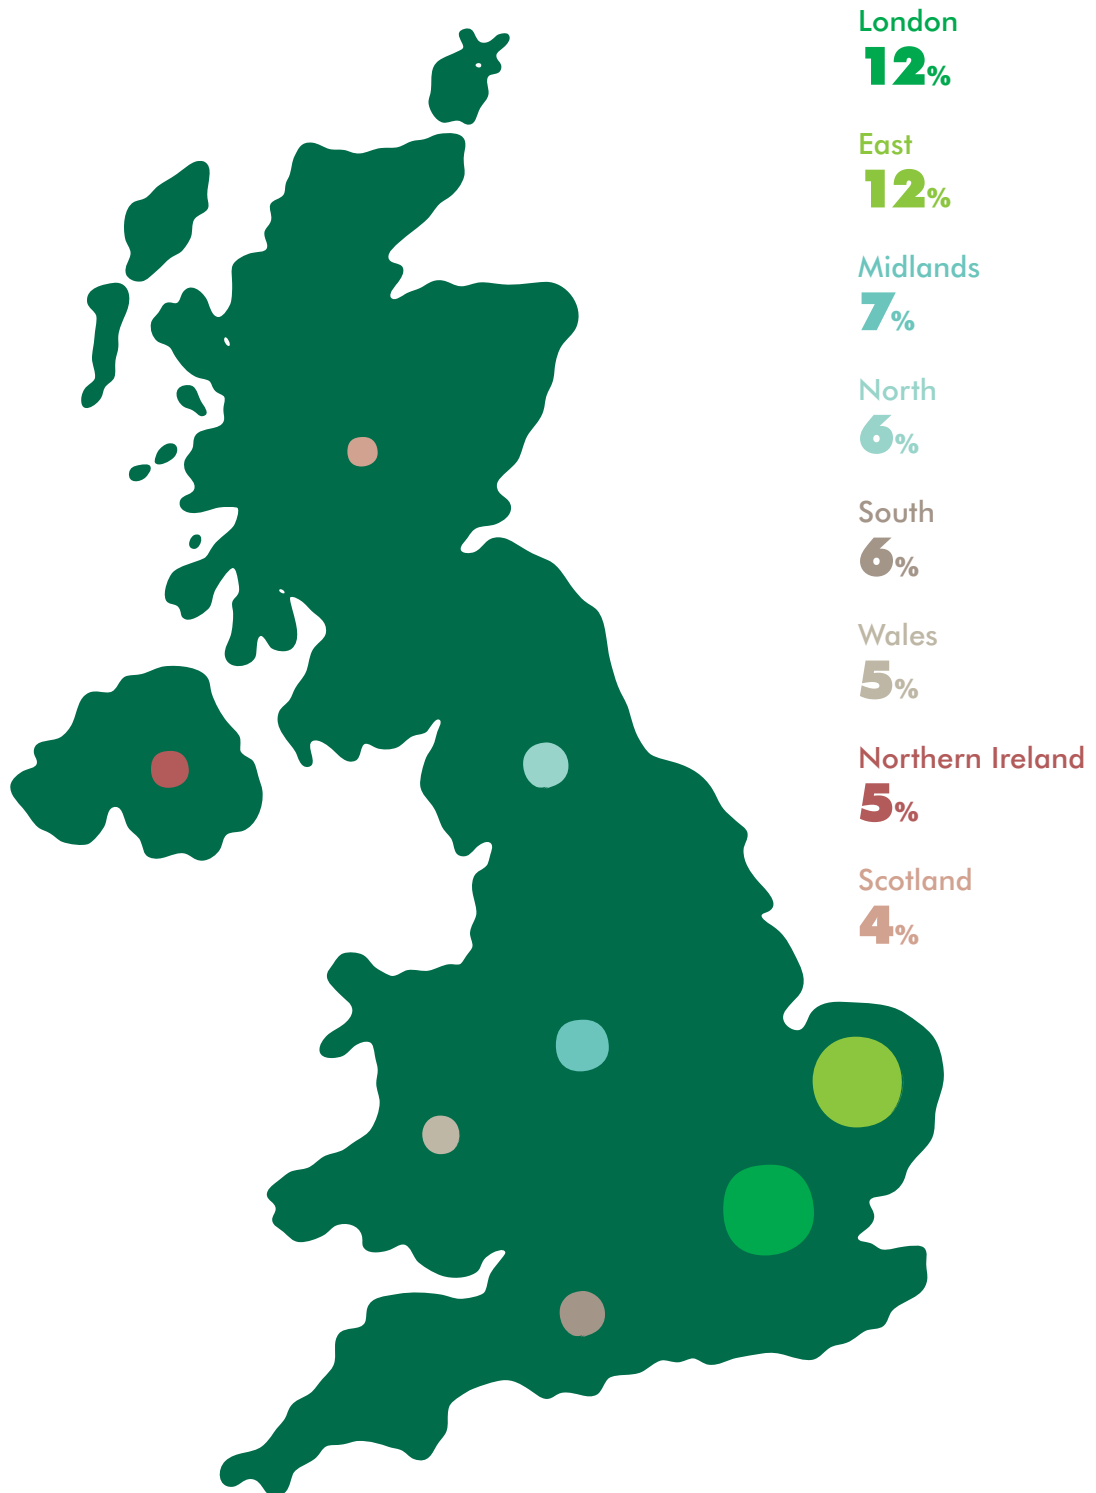 London
12%
East
12%
Midlands
7%
North
6%
South
6%
Wales
5%
Northern Ireland
5%
Scotland
4%